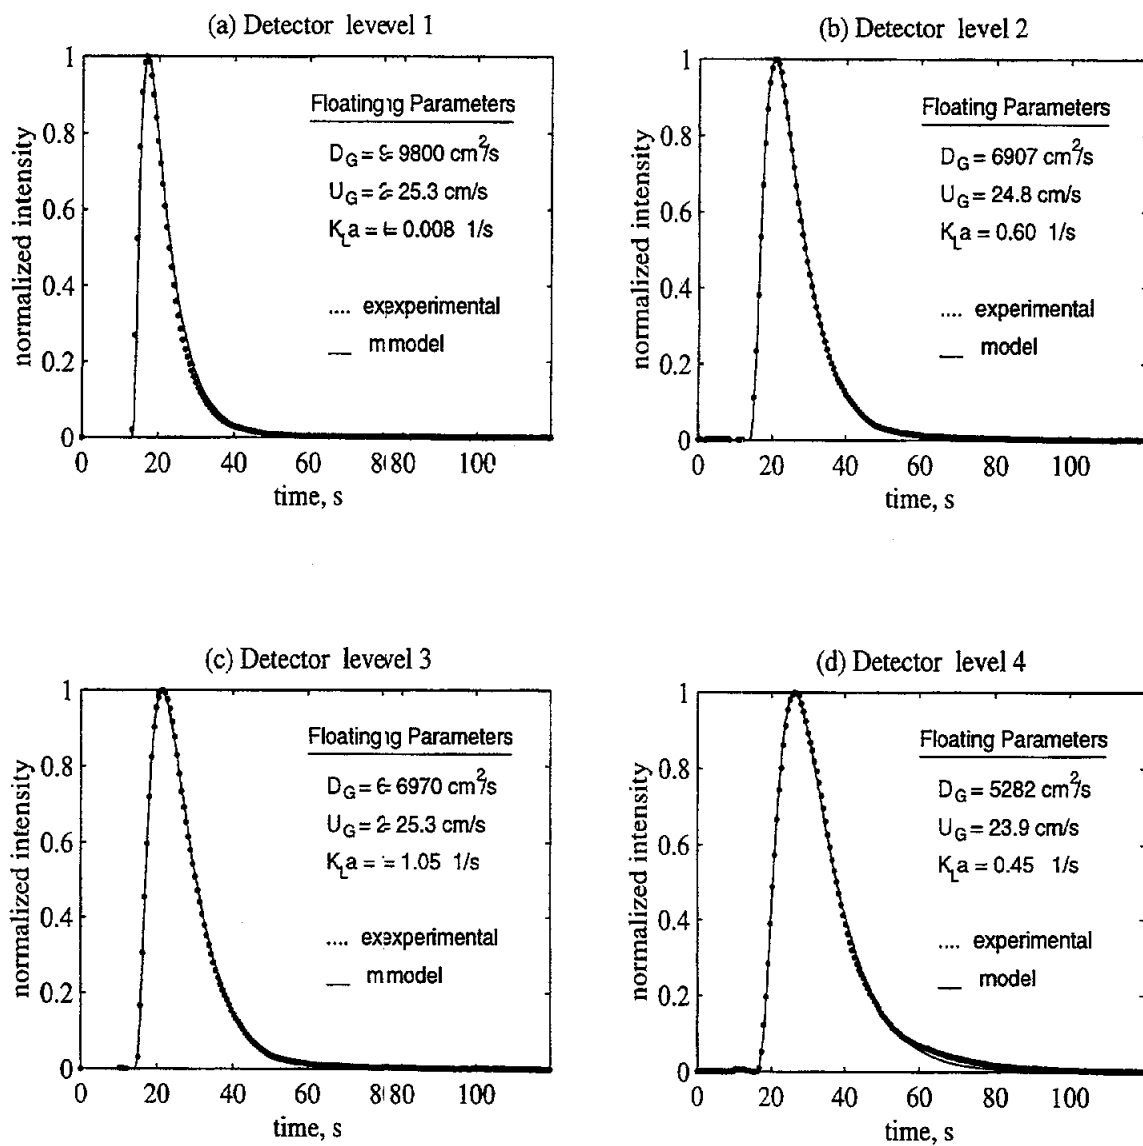 (a) Detector levevel 1
1
0.8
0.6
0.4
0.2
0
normalized intensity
Floatingıg Parameters
D_G = 9= 9800 cm²/s
U_G = 2= 25.3 cm/s
K_La = t= 0.008 1/s
.... exexperimental
__ mmodel
0 20 40 8080 100
time, s
(b) Detector level 2
1
0.8
0.6
0.4
0.2
0
normalized intensity
Floating Parameters
D_G = 6907 cm²/s
U_G = 24.8 cm/s
K_La = 0.60 1/s
.... experimental
__ model
0 20 40 60 80 100
time, s
(c) Detector levevel 3
1
0.8
0.6
0.4
0.2
0
normalized intensity
Floatingıg Parameters
D_G = 6= 6970 cm²/s
U_G = 2= 25.3 cm/s
K_La = = 1.05 1/s
.... exexperimental
__ mmodel
0 20 40 60 8080 100
time, s
(d) Detector level 4
1
0.8
0.6
0.4
0.2
0
normalized intensity
Floating Parameters
D_G = 5282 cm²/s
U_G = 23.9 cm/s
K_La = 0.45 1/s
.... experimental
__ model
0 20 40 60 80 100
time, s